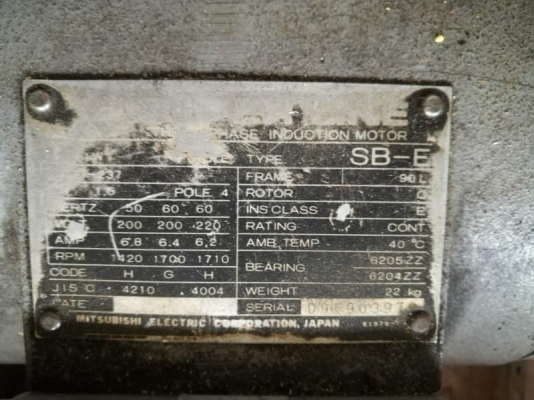 PHASE INDUCTION MOTOR
TYPE SB-E
FRAME 90L
POLE 4 ROTOR
HERTZ 50 60 60 INS CLASS E
200 200 220 RATING CONT
AMP 6.8 6.4 6.2 AMB TEMP 40°C
RPM 1420 1700 1710 BEARING 6205ZZ
CODE H G H 6204ZZ
JIS C 4210 4004 WEIGHT 22 kg
DATE SERIAL
MITSUBISHI ELECTRIC CORPORATION, JAPAN